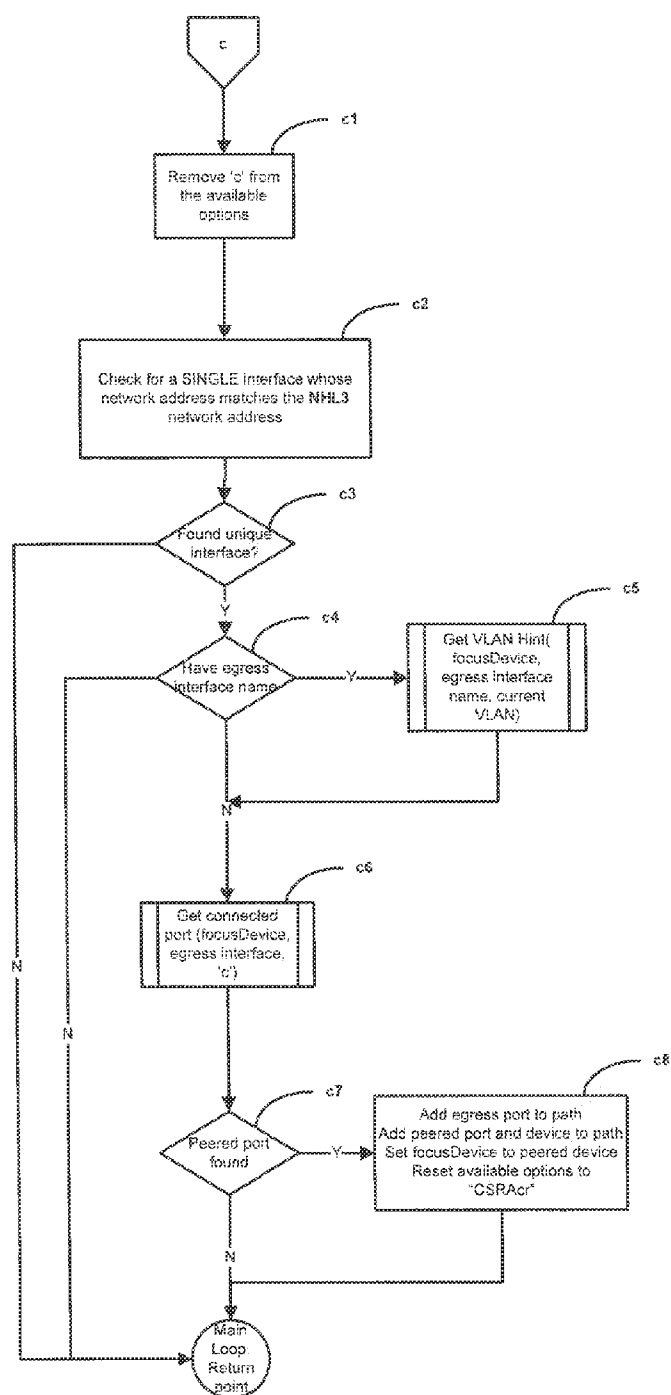 c
c1
Remove 'c' from
the available
options
c2
Check for a SINGLE interface whose
network address matches the NHL3
network address
c3
Found unique
interface?
Y
c4
Have egress
interface name
Y
c5
Get VLAN Hint(
focusDevice,
egress interface
name, current
VLAN)
N
c6
Get connected
port (focusDevice,
egress interface,
'c')
N
N
c7
Peered port
found
Y
c8
Add egress port to path
Add peered port and device to path
Set focusDevice to peered device
Reset available options to
"CSRAcr"
N
Main
Loop
Return
point